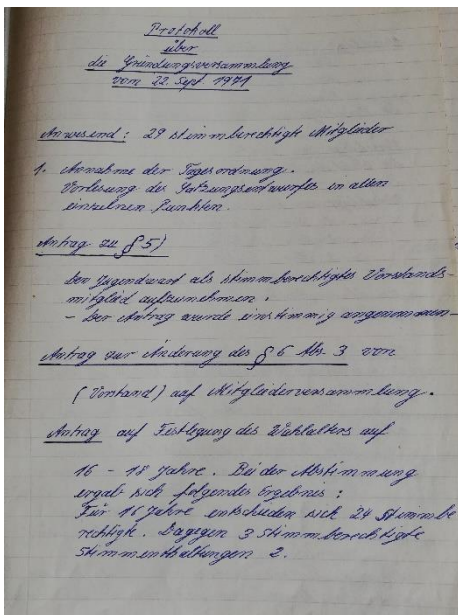 Protokoll
über
die Gründungsversammlung
vom 22. Sept 1971
Anwesend: 29 stimmberechtigte Mitglieder
1. Annahme der Tagesordnung.
Vorlesung des Satzungsentwurfes in allen
einzelnen Punkten.
Antrag zu § 5)
Der Jugendwart als stimmberechtigtes Vorstands-
mitglied aufzunehmen.
- Der Antrag wurde einstimmig angenommen-
Antrag zur Änderung des § 6 Abs. 3 von
(Vorstand) auf Mitgliederversammlung.
Antrag auf Festlegung des Wahlalters auf
16 - 18 Jahre. Bei der Abstimmung
ergab sich folgendes Ergebnis:
Für 16 Jahre entschieden sich 24 Stimmbe
rechtigte. Dagegen 3 Stimmberechtigte
Stimmenthaltungen 2.